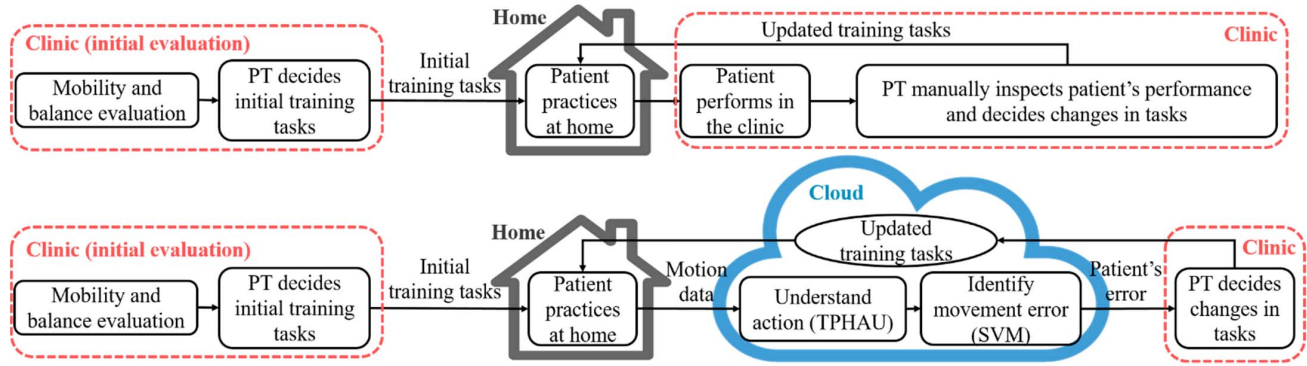 Home
Clinic (initial evaluation)
Mobility and
balance evaluation
PT decides
initial training
tasks
Initial
training tasks
Patient
practices
at home
Updated training tasks
Clinic
Patient
performs in
the clinic
PT manually inspects patient's performance
and decides changes in tasks
Clinic (initial evaluation)
Mobility and
balance evaluation
PT decides
initial training
tasks
Initial
training tasks
Home
Patient
practices
at home
Motion
data
Cloud
Updated
training tasks
Understand
action (TPHAU)
Identify
movement error
(SVM)
Patient's
error
Clinic
PT decides
changes in
tasks